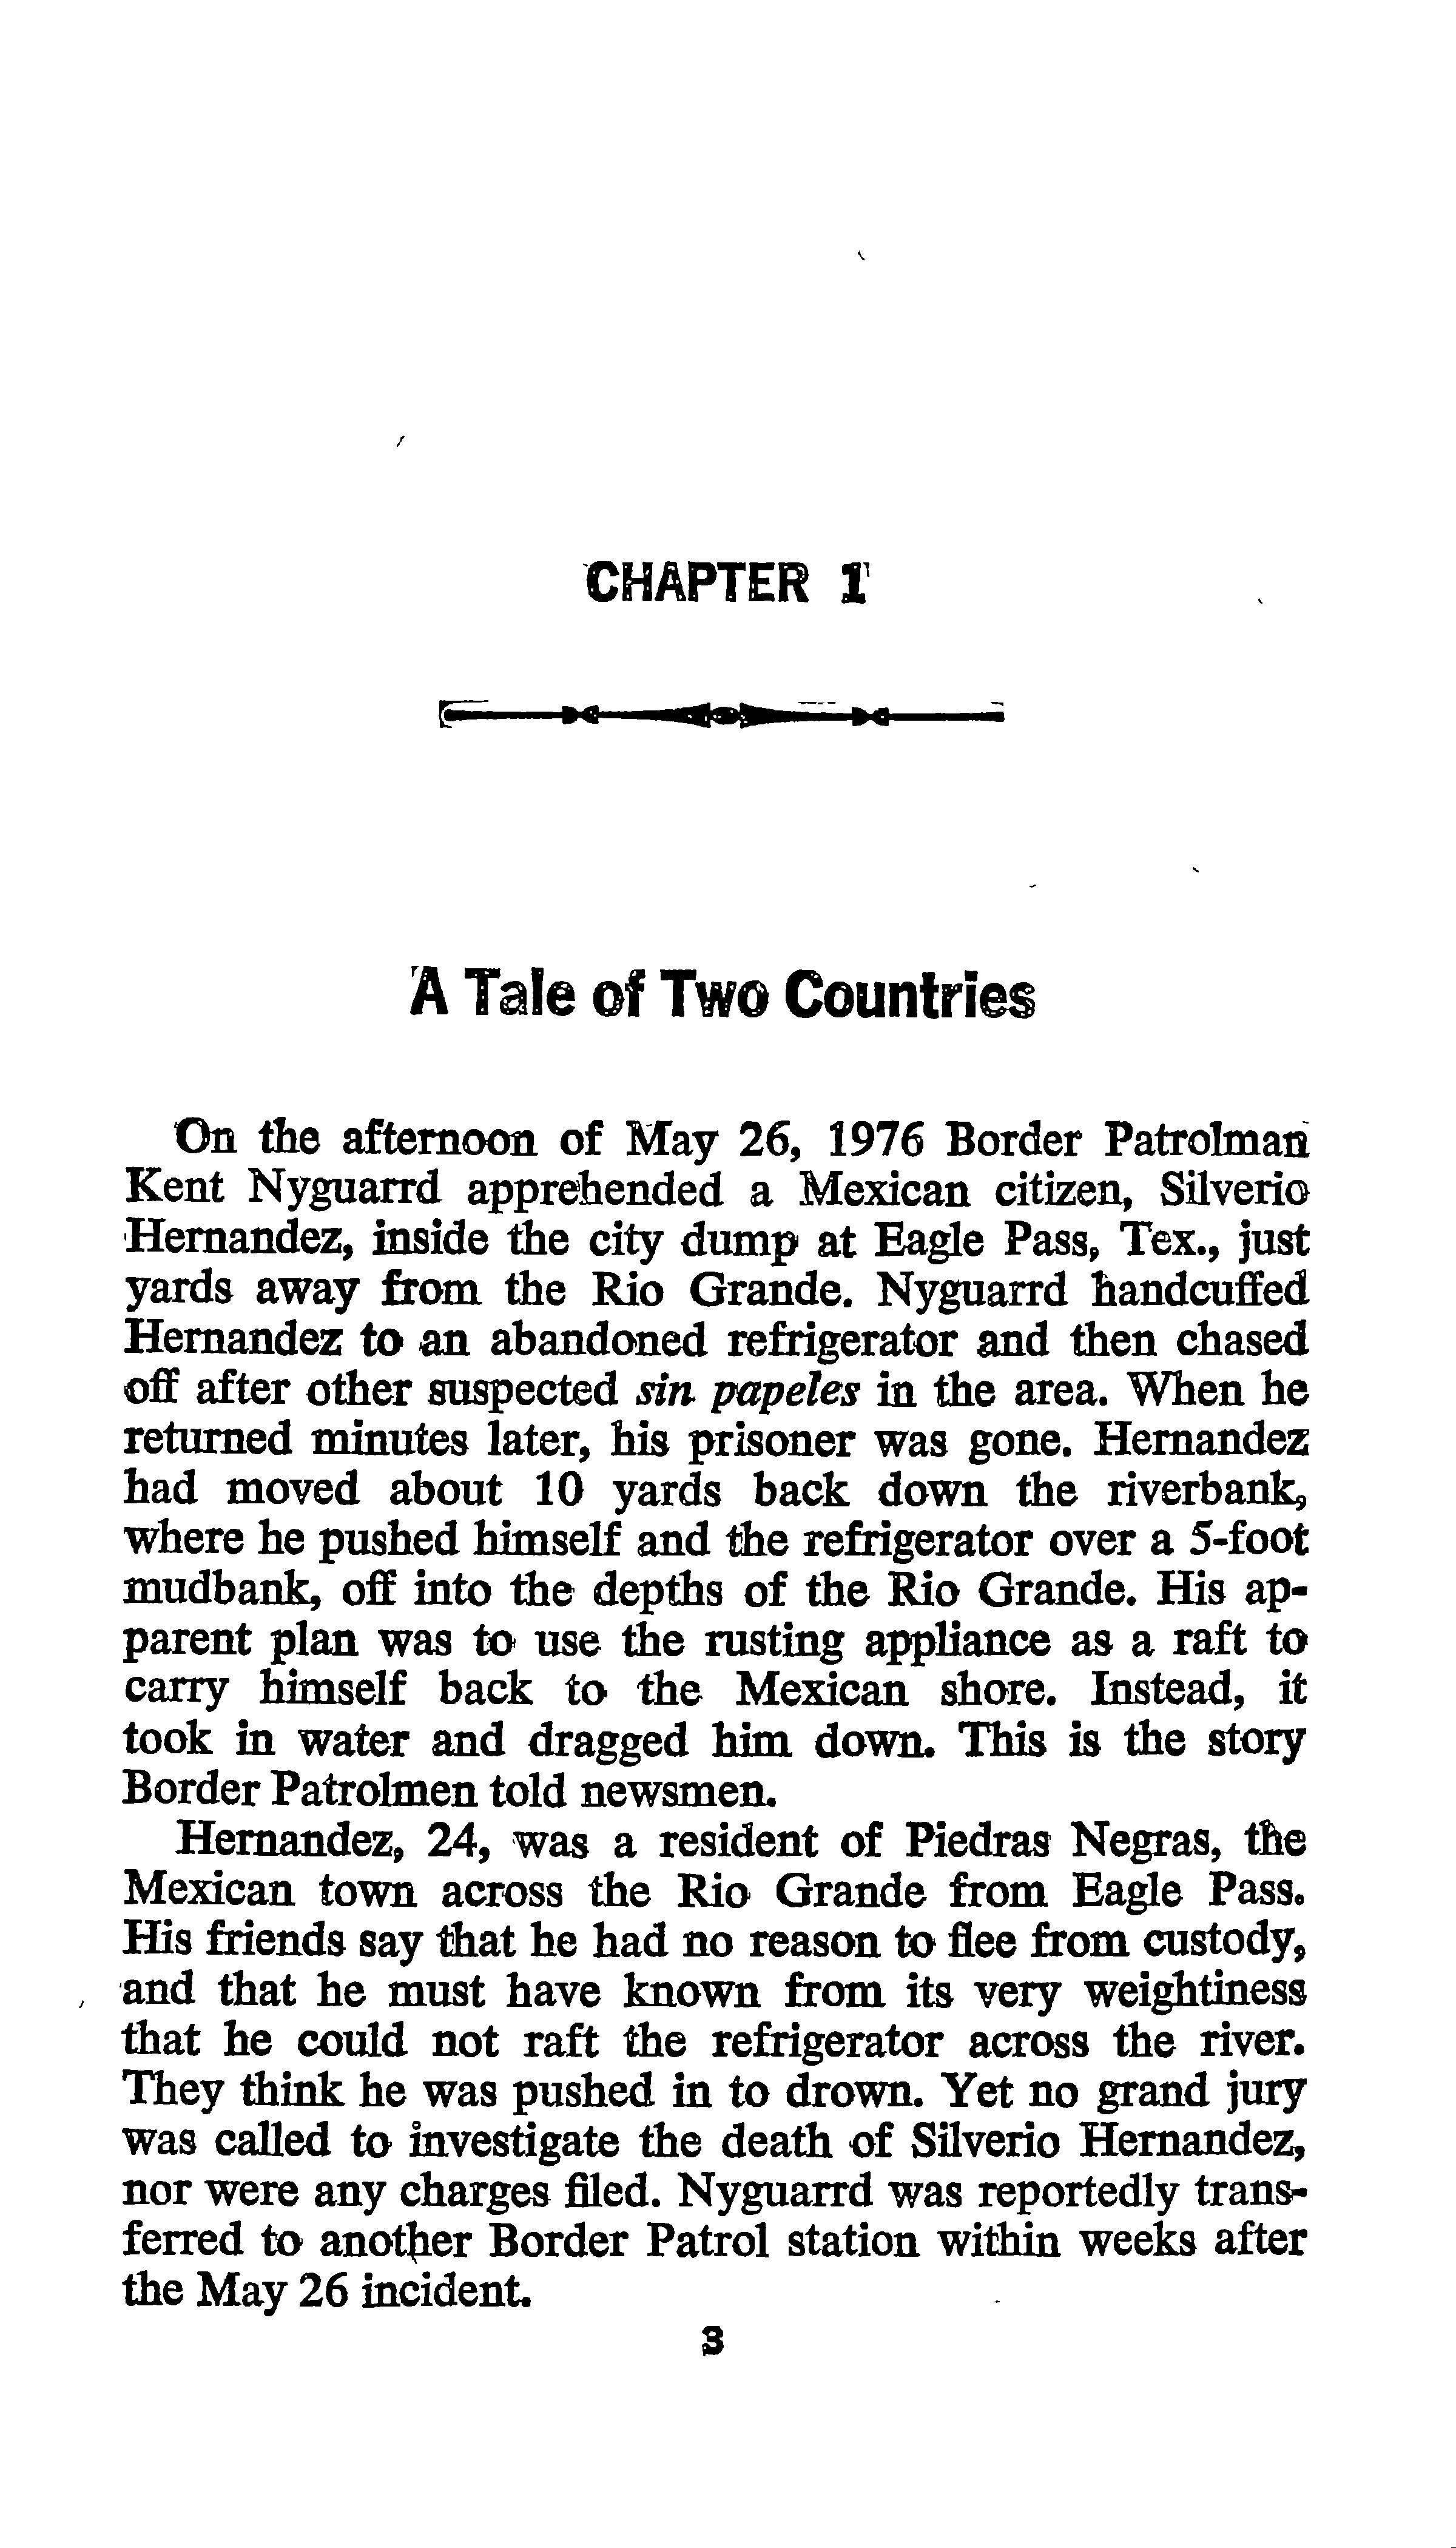 CHAPTER 1
A Tale of Two Countries
On the afternoon of May 26, 1976 Border Patrolman
Kent Nyguarrd apprehended a Mexican citizen, Silverio
Hernandez, inside the city dump at Eagle Pass, Tex., just
yards away from the Rio Grande. Nyguarrd handcuffed
Hernandez to an abandoned refrigerator and then chased
off after other suspected sin papeles in the area. When he
returned minutes later, his prisoner was gone. Hernandez
had moved about 10 yards back down the riverbank,
where he pushed himself and the refrigerator over a 5-foot
mudbank, off into the depths of the Rio Grande. His ap-
parent plan was to use the rusting appliance as a raft to
carry himself back to the Mexican shore. Instead, it
took in water and dragged him down. This is the story
Border Patrolmen told newsmen.
Hernandez, 24, was a resident of Piedras Negras, the
Mexican town across the Rio Grande from Eagle Pass.
His friends say that he had no reason to flee from custody,
and that he must have known from its very weightiness
that he could not raft the refrigerator across the river.
They think he was pushed in to drown. Yet no grand jury
was called to investigate the death of Silverio Hernandez,
nor were any charges filed. Nyguarrd was reportedly trans-
ferred to another Border Patrol station within weeks after
the May 26 incident.
3